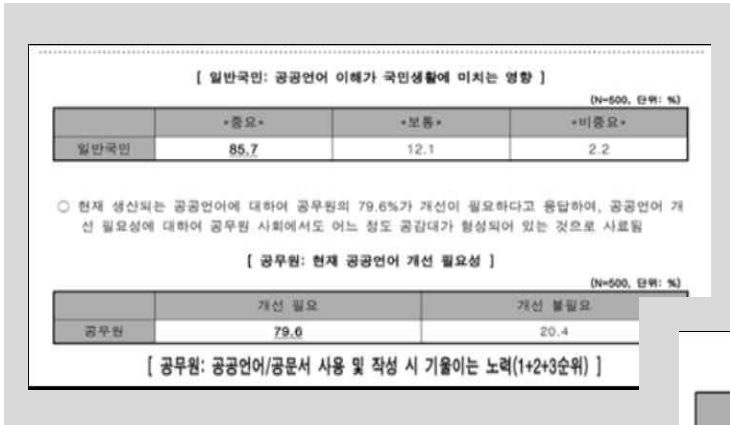 [ 일반국민: 공공언어 이해가 국민생활에 미치는 영향 ]
(N=500, 단위: %)
*중요* *보통* *비중요*
일반국민 85.7 12.1 2.2
○ 현재 생산되는 공공언어에 대하여 공무원의 79.6%가 개선이 필요하다고 응답하여, 공공언어 개
선 필요성에 대하여 공무원 사회에서도 어느 정도 공감대가 형성되어 있는 것으로 사료됨
[ 공무원: 현재 공공언어 개선 필요성 ]
(N=500, 단위: %)
개선 필요 개선 불필요
공무원 79.6 20.4
[ 공무원: 공공언어/공문서 사용 및 작성 시 기울이는 노력(1+2+3순위) ]